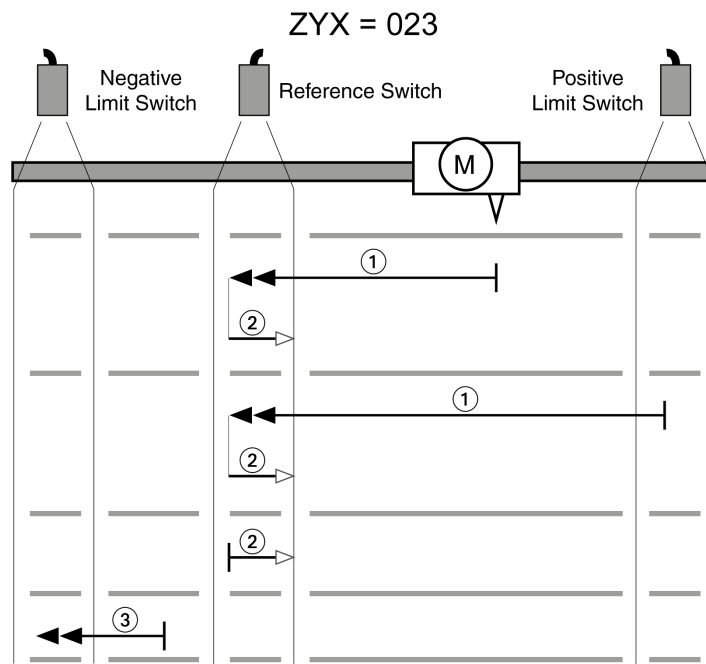 ZYX = 023
Negative
Limit Switch
Reference Switch
Positive
Limit Switch
M
1
2
1
2
2
3